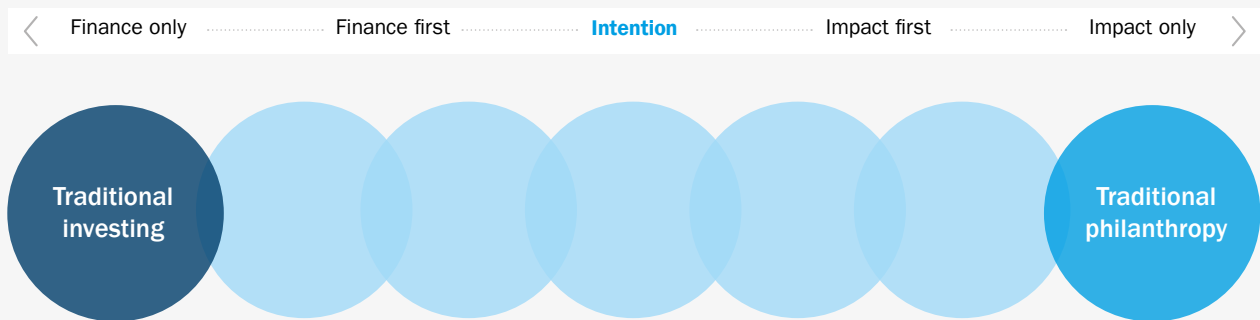 Finance only Finance first Intention Impact first Impact only
Traditional
investing
Traditional
philanthropy